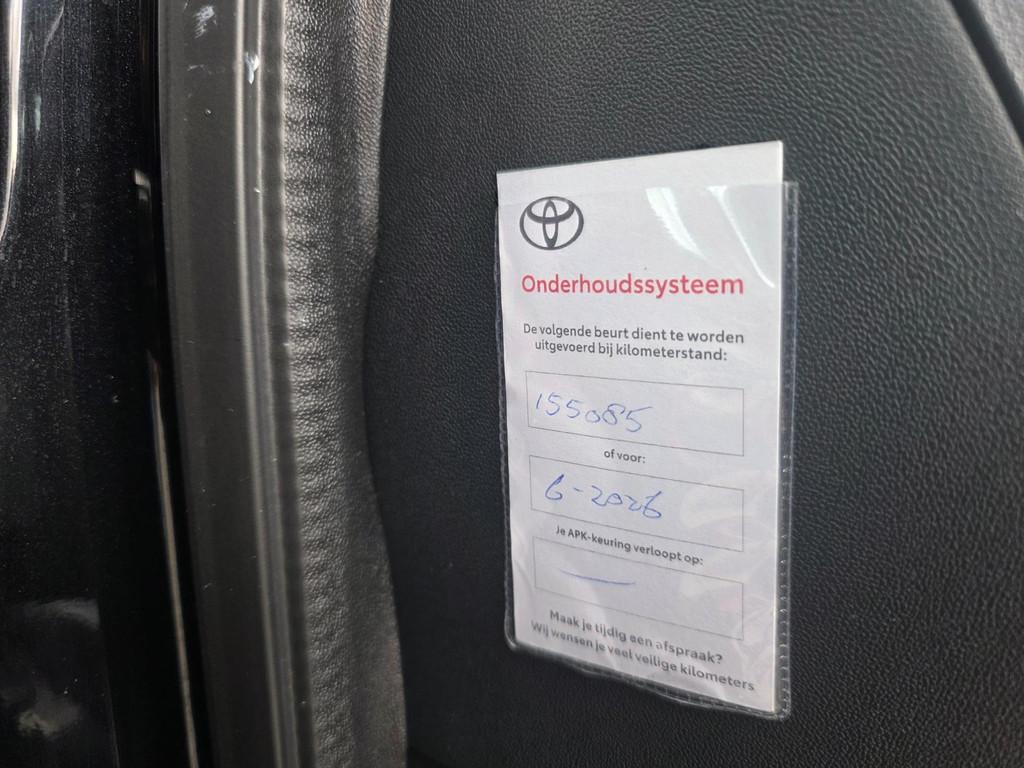 Onderhoudssysteem
De volgende beurt dient te worden
uitgevoerd bij kilometerstand:
155085
of voor:
6-2026
Je APK-keuring verloopt op:
—
Maak je tijdig een afspraak?
Wij wensen je veel veilige kilometers